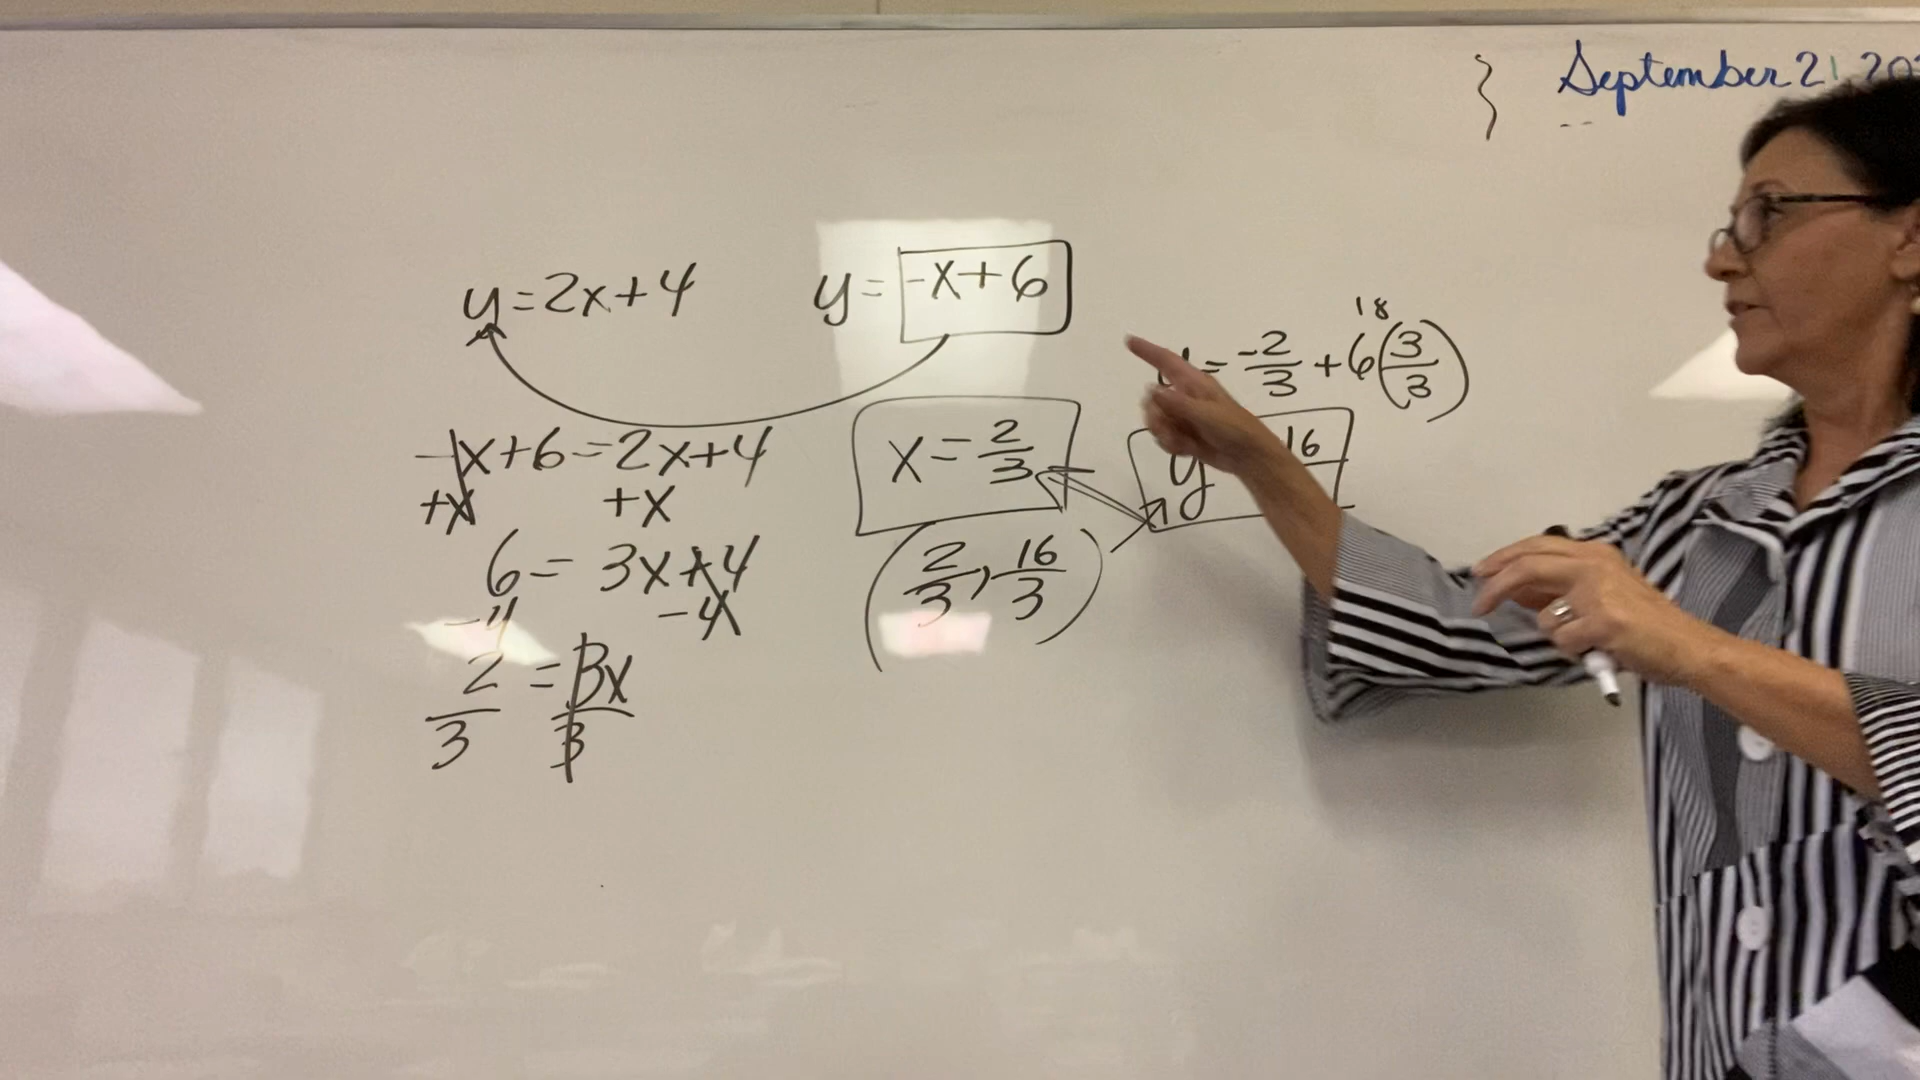 September 21, 20
y=2x+4
y=-x+6
-x+6=2x+4
+x +x
6=3x+4
-4 -4
2/3 = 3x/3
x=2/3
(2/3, 16/3)
18
= -2/3 + 6(3/3)
y 16